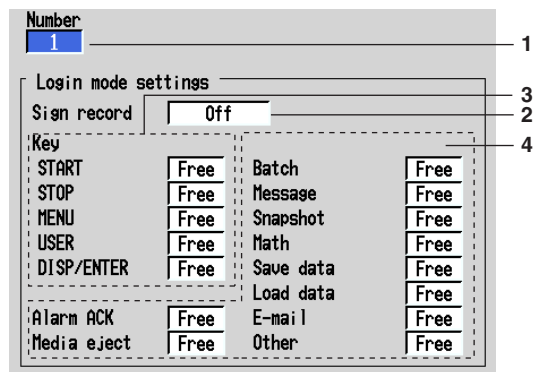 Number
1 1
Login mode settings
3
Sign record Off 2
Key 4
START Free Batch Free
STOP Free Message Free
MENU Free Snapshot Free
USER Free Math Free
DISP/ENTER Free Save data Free
Load data Free
Alarm ACK Free E-mail Free
Media eject Free Other Free